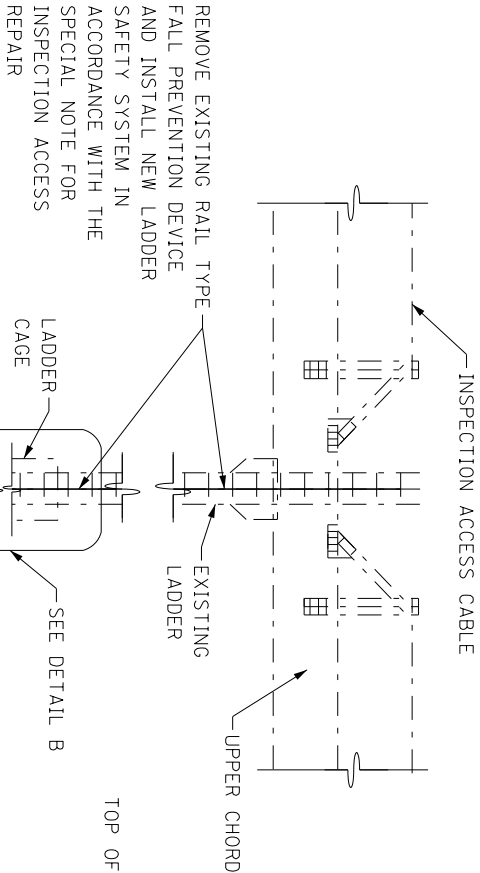 INSPECTION ACCESS CABLE
REMOVE EXISTING RAIL TYPE
FALL PREVENTION DEVICE
AND INSTALL NEW LADDER
SAFETY SYSTEM IN
ACCORDANCE WITH THE
SPECIAL NOTE FOR
INSPECTION ACCESS
REPAIR
UPPER CHORD
EXISTING
LADDER
LADDER
CAGE
SEE DETAIL B
TOP OF